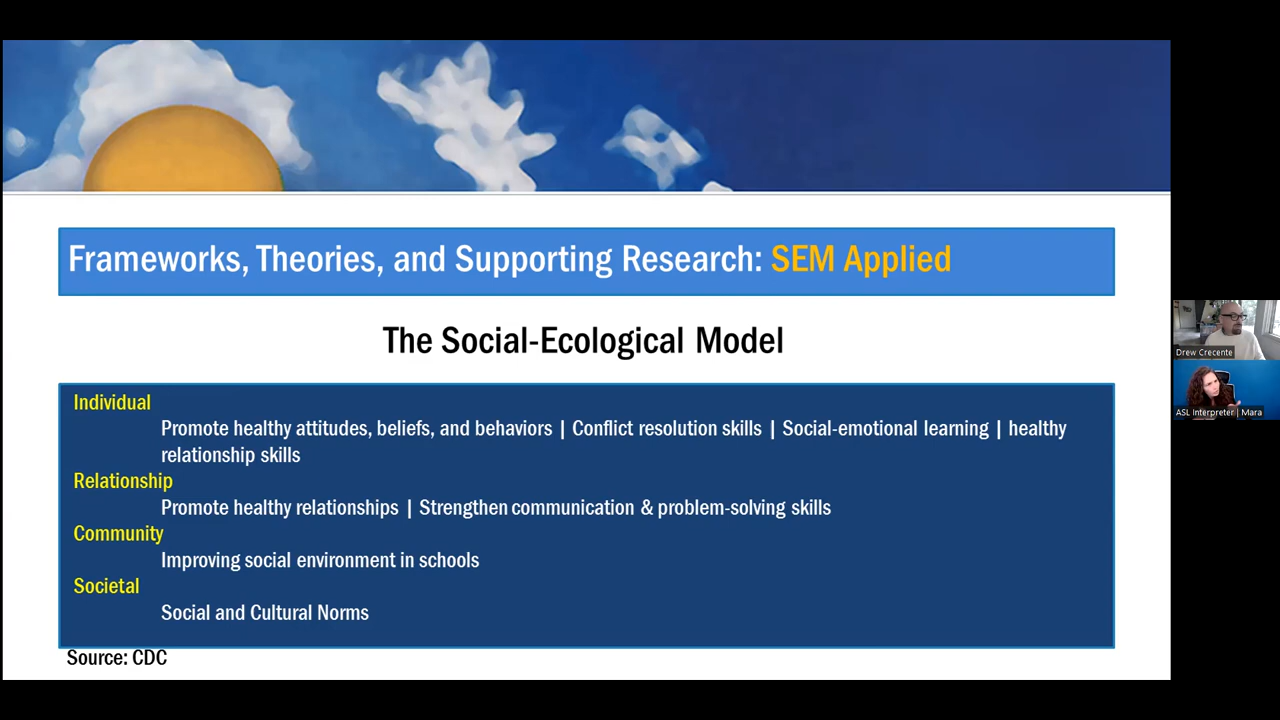 Frameworks, Theories, and Supporting Research: SEM Applied
The Social-Ecological Model
Individual
Promote healthy attitudes, beliefs, and behaviors | Conflict resolution skills | Social-emotional learning | healthy
relationship skills
Relationship
Promote healthy relationships | Strengthen communication & problem-solving skills
Community
Improving social environment in schools
Societal
Social and Cultural Norms
Source: CDC
Drew Crecente
ASL Interpreter | Mara